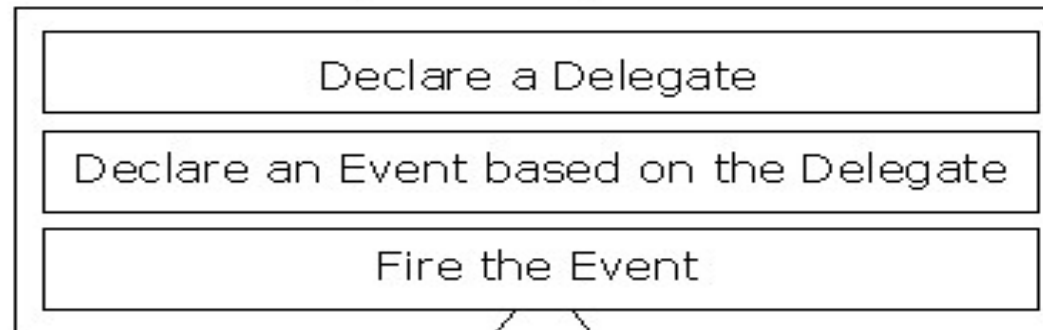 Declare a Delegate
Declare an Event based on the Delegate
Fire the Event